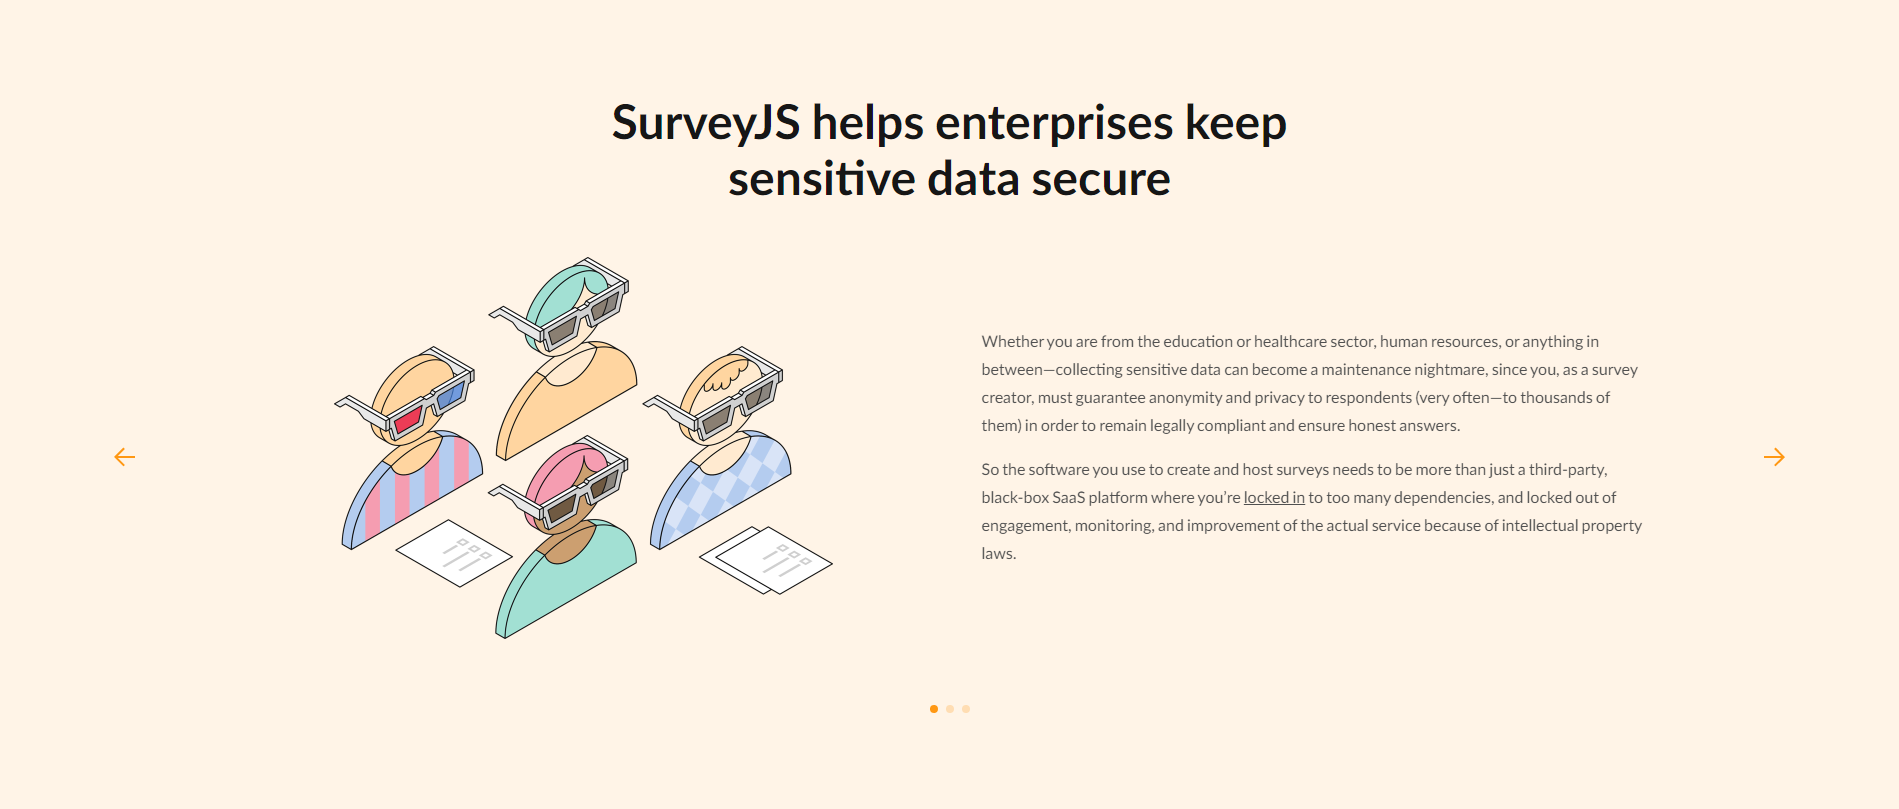 SurveyJS helps enterprises keep
sensitive data secure
Whether you are from the education or healthcare sector, human resources, or anything in
between—collecting sensitive data can become a maintenance nightmare, since you, as a survey
creator, must guarantee anonymity and privacy to respondents (very often—to thousands of
them) in order to remain legally compliant and ensure honest answers.
So the software you use to create and host surveys needs to be more than just a third-party,
black-box SaaS platform where you’re locked in to too many dependencies, and locked out of
engagement, monitoring, and improvement of the actual service because of intellectual property
laws.